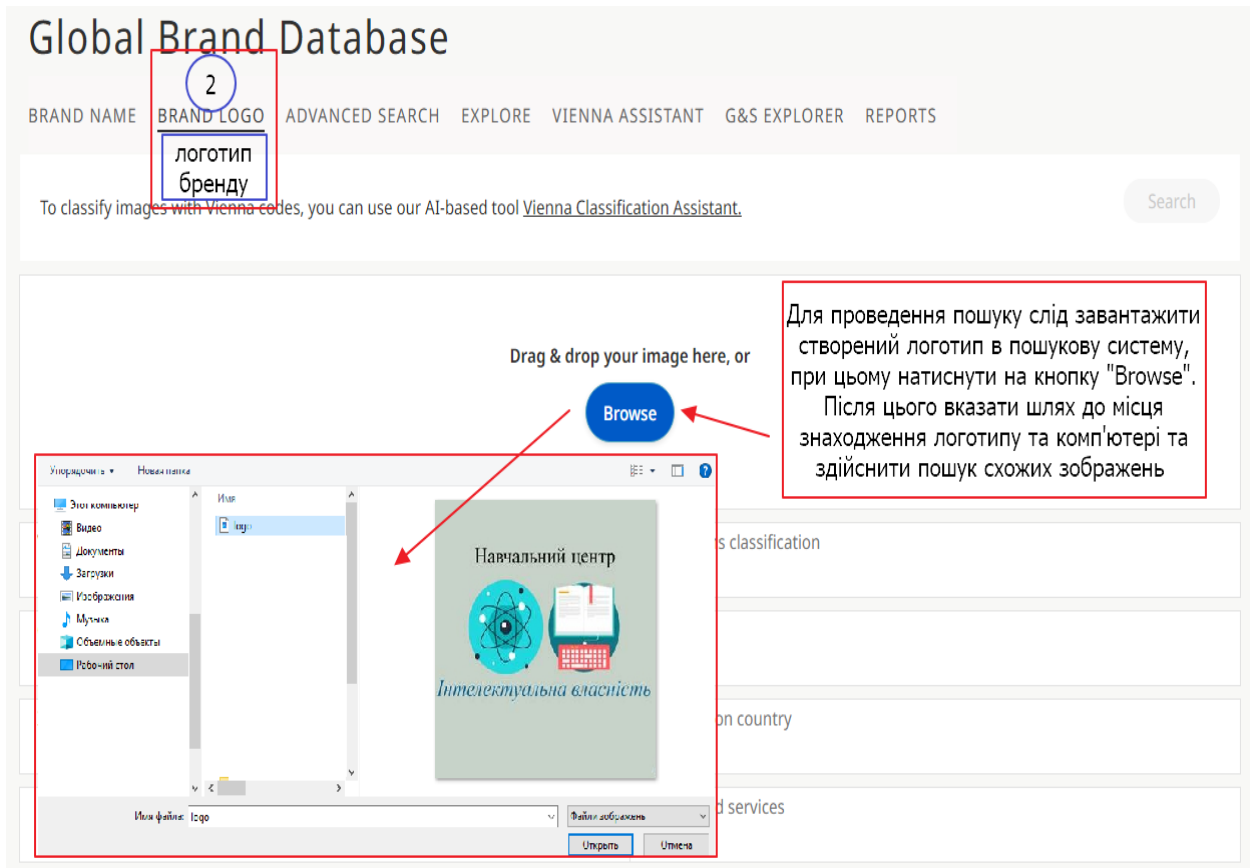 Global Brand Database
2
BRAND NAME BRAND LOGO ADVANCED SEARCH EXPLORE VIENNA ASSISTANT G&S EXPLORER REPORTS
логотип
бренду
To classify images with Vienna codes, you can use our AI-based tool Vienna Classification Assistant.
Search
Для проведення пошуку слід завантажити
створений логотип в пошукову систему,
при цьому натиснути на кнопку "Browse".
Після цього вказати шлях до місця
знаходження логотипу та комп'ютері та
здійснити пошук схожих зображень
Drag & drop your image here, or
Browse
Упорядочить Новая папка
Этот компьютер
Видео
Документы
Загрузки
Изображения
Музыка
Объемные объекты
Рабочий стол
Имя
logo
Навчальний центр
Інтелектуальна власність
s classification
on country
d services
Имя файла: logo
Файли зображень
Открыть Отмена